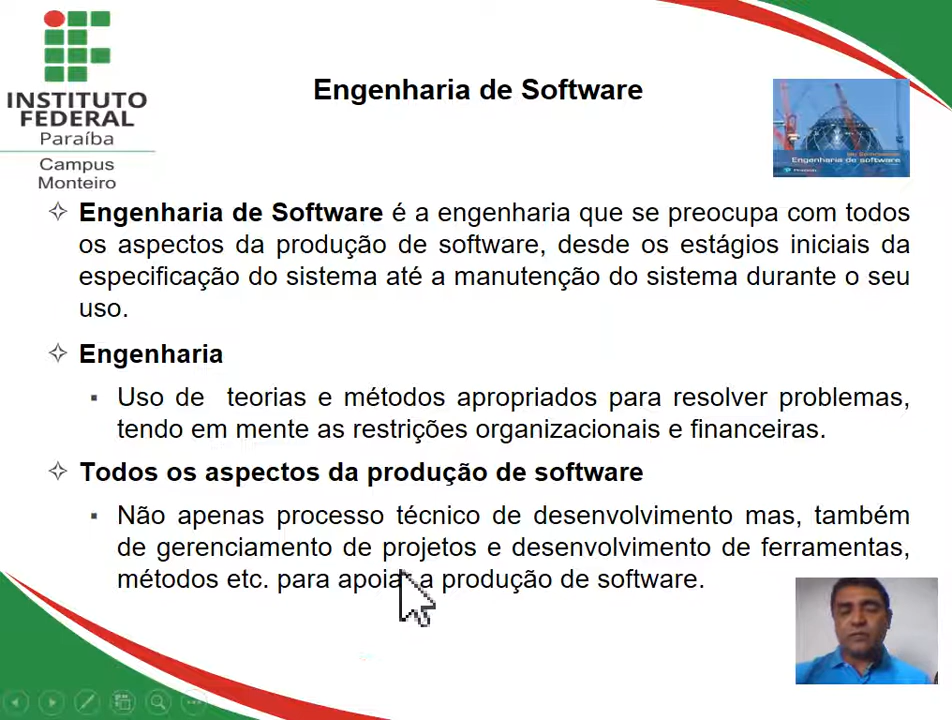 INSTITUTO
FEDERAL
Paraíba
Campus
Monteiro
Engenharia de Software
Engenharia de software
Pearson
Engenharia de Software é a engenharia que se preocupa com todos
os aspectos da produção de software, desde os estágios iniciais da
especificação do sistema até a manutenção do sistema durante o seu
uso.
Engenharia
Uso de teorias e métodos apropriados para resolver problemas,
tendo em mente as restrições organizacionais e financeiras.
Todos os aspectos da produção de software
Não apenas processo técnico de desenvolvimento mas, também
de gerenciamento de projetos e desenvolvimento de ferramentas,
métodos etc. para apoiar a produção de software.